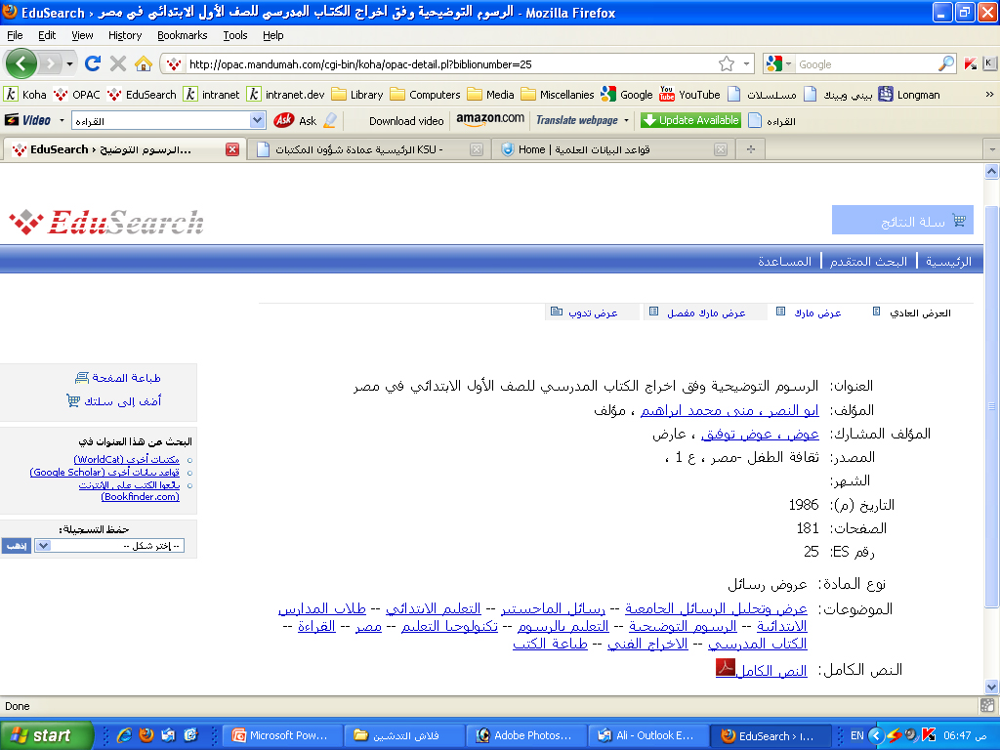 EduSearch › الرسوم التوضيحية وفق اخراج الكتاب المدرسي للصف الأول الابتدائي في مصر - Mozilla Firefox
File Edit View History Bookmarks Tools Help
http://opac.mandumah.com/cgi-bin/koha/opac-detail.pl?biblionumber=25
Google
Koha OPAC EduSearch intranet intranet.dev Library Computers Media Miscellanies Google YouTube مسلسلات بيني وبينك Longman »
Video القراءه Ask Download video amazon.com Translate webpage Update Available القراءه
EduSearch › الرسوم التوضيح...
الرئيسية عمادة شؤون المكتبات KSU -
Home | قواعد البيانات العلمية
EduSearch
سلة النتائج
الرئيسية | البحث المتقدم | المساعدة
العرض العادي عرض مارك عرض مارك مفصل عرض تدوب
طباعة الصفحة
أضف إلى سلتك
البحث عن هذا العنوان في
مكتبات أخرى (WorldCat)
قواعد بيانات أخرى (Google Scholar)
بائعوا الكتب على الإنترنت
(Bookfinder.com)
حفظ التسجيلة:
-- إختر شكل -- إذهب
العنوان: الرسوم التوضيحية وفق اخراج الكتاب المدرسي للصف الأول الابتدائي في مصر
المؤلف: ابو النصر ، منى محمد ابراهيم ، مؤلف
المؤلف المشارك: عوض ، عوض توفيق ، عارض
المصدر: ثقافة الطفل -مصر ، ع 1 ،
الشهر:
التاريخ (م): 1986
الصفحات: 181
رقم ES: 25
نوع المادة: عروض رسائل
الموضوعات: عرض وتحليل الرسائل الجامعية -- رسائل الماجستير -- التعليم الابتدائي -- طلاب المدارس
الابتدائية -- الرسوم التوضيحية -- التعليم بالرسوم -- تكنولوجيا التعليم -- مصر -- القراءة --
الكتاب المدرسي -- الاخراج الفني -- طباعة الكتب
النص الكامل: النص الكامل
Done
start Microsoft Pow... فلاش التدشين Adobe Photos... Ali - Outlook E... EduSearch › ا... EN 06:47 ص